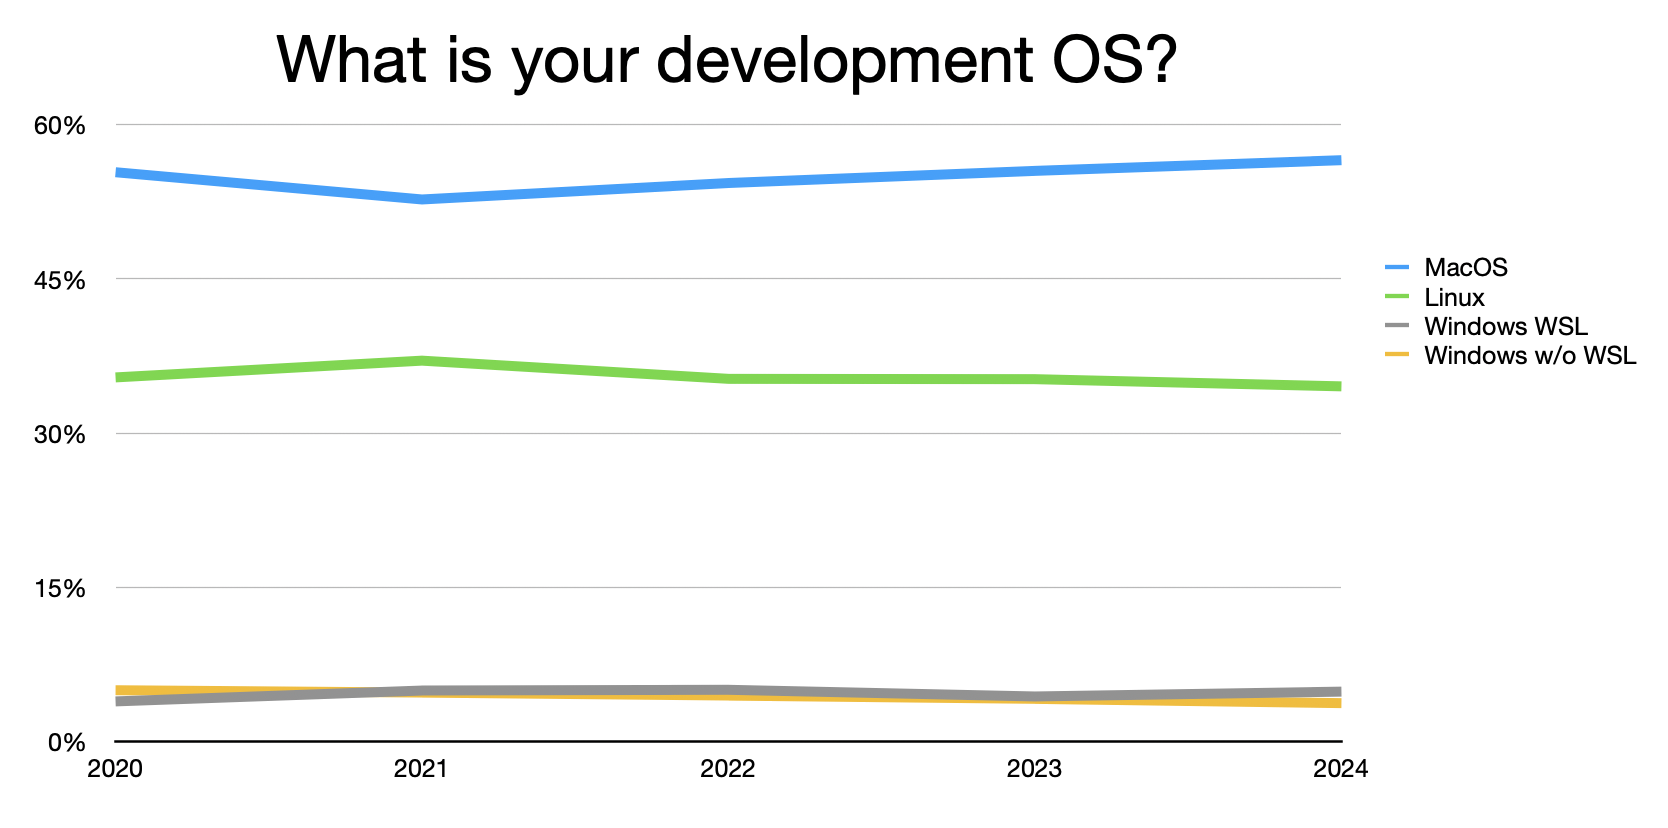 What is your development OS?
60%
45%
30%
15%
0%
2020 2021 2022 2023 2024
MacOS
Linux
Windows WSL
Windows w/o WSL